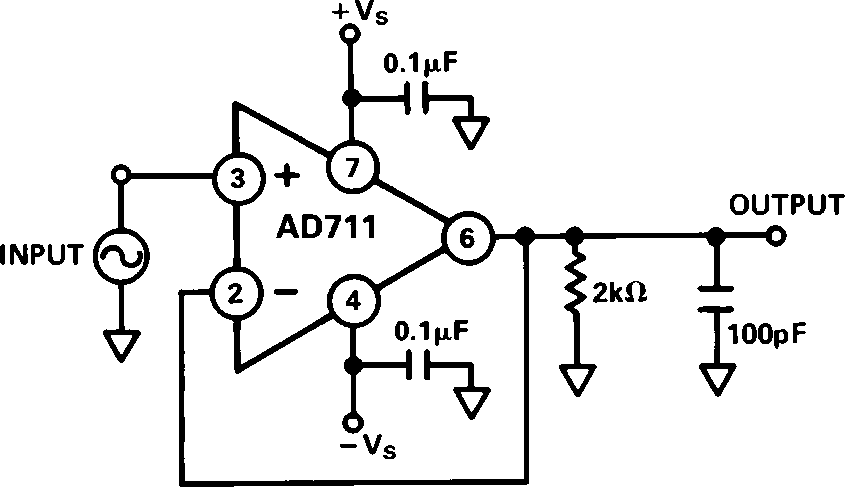 +VS
0.1µF
7
3
+
OUTPUT
AD711
6
INPUT
2
−
4
2kΩ
0.1µF
100pF
−VS